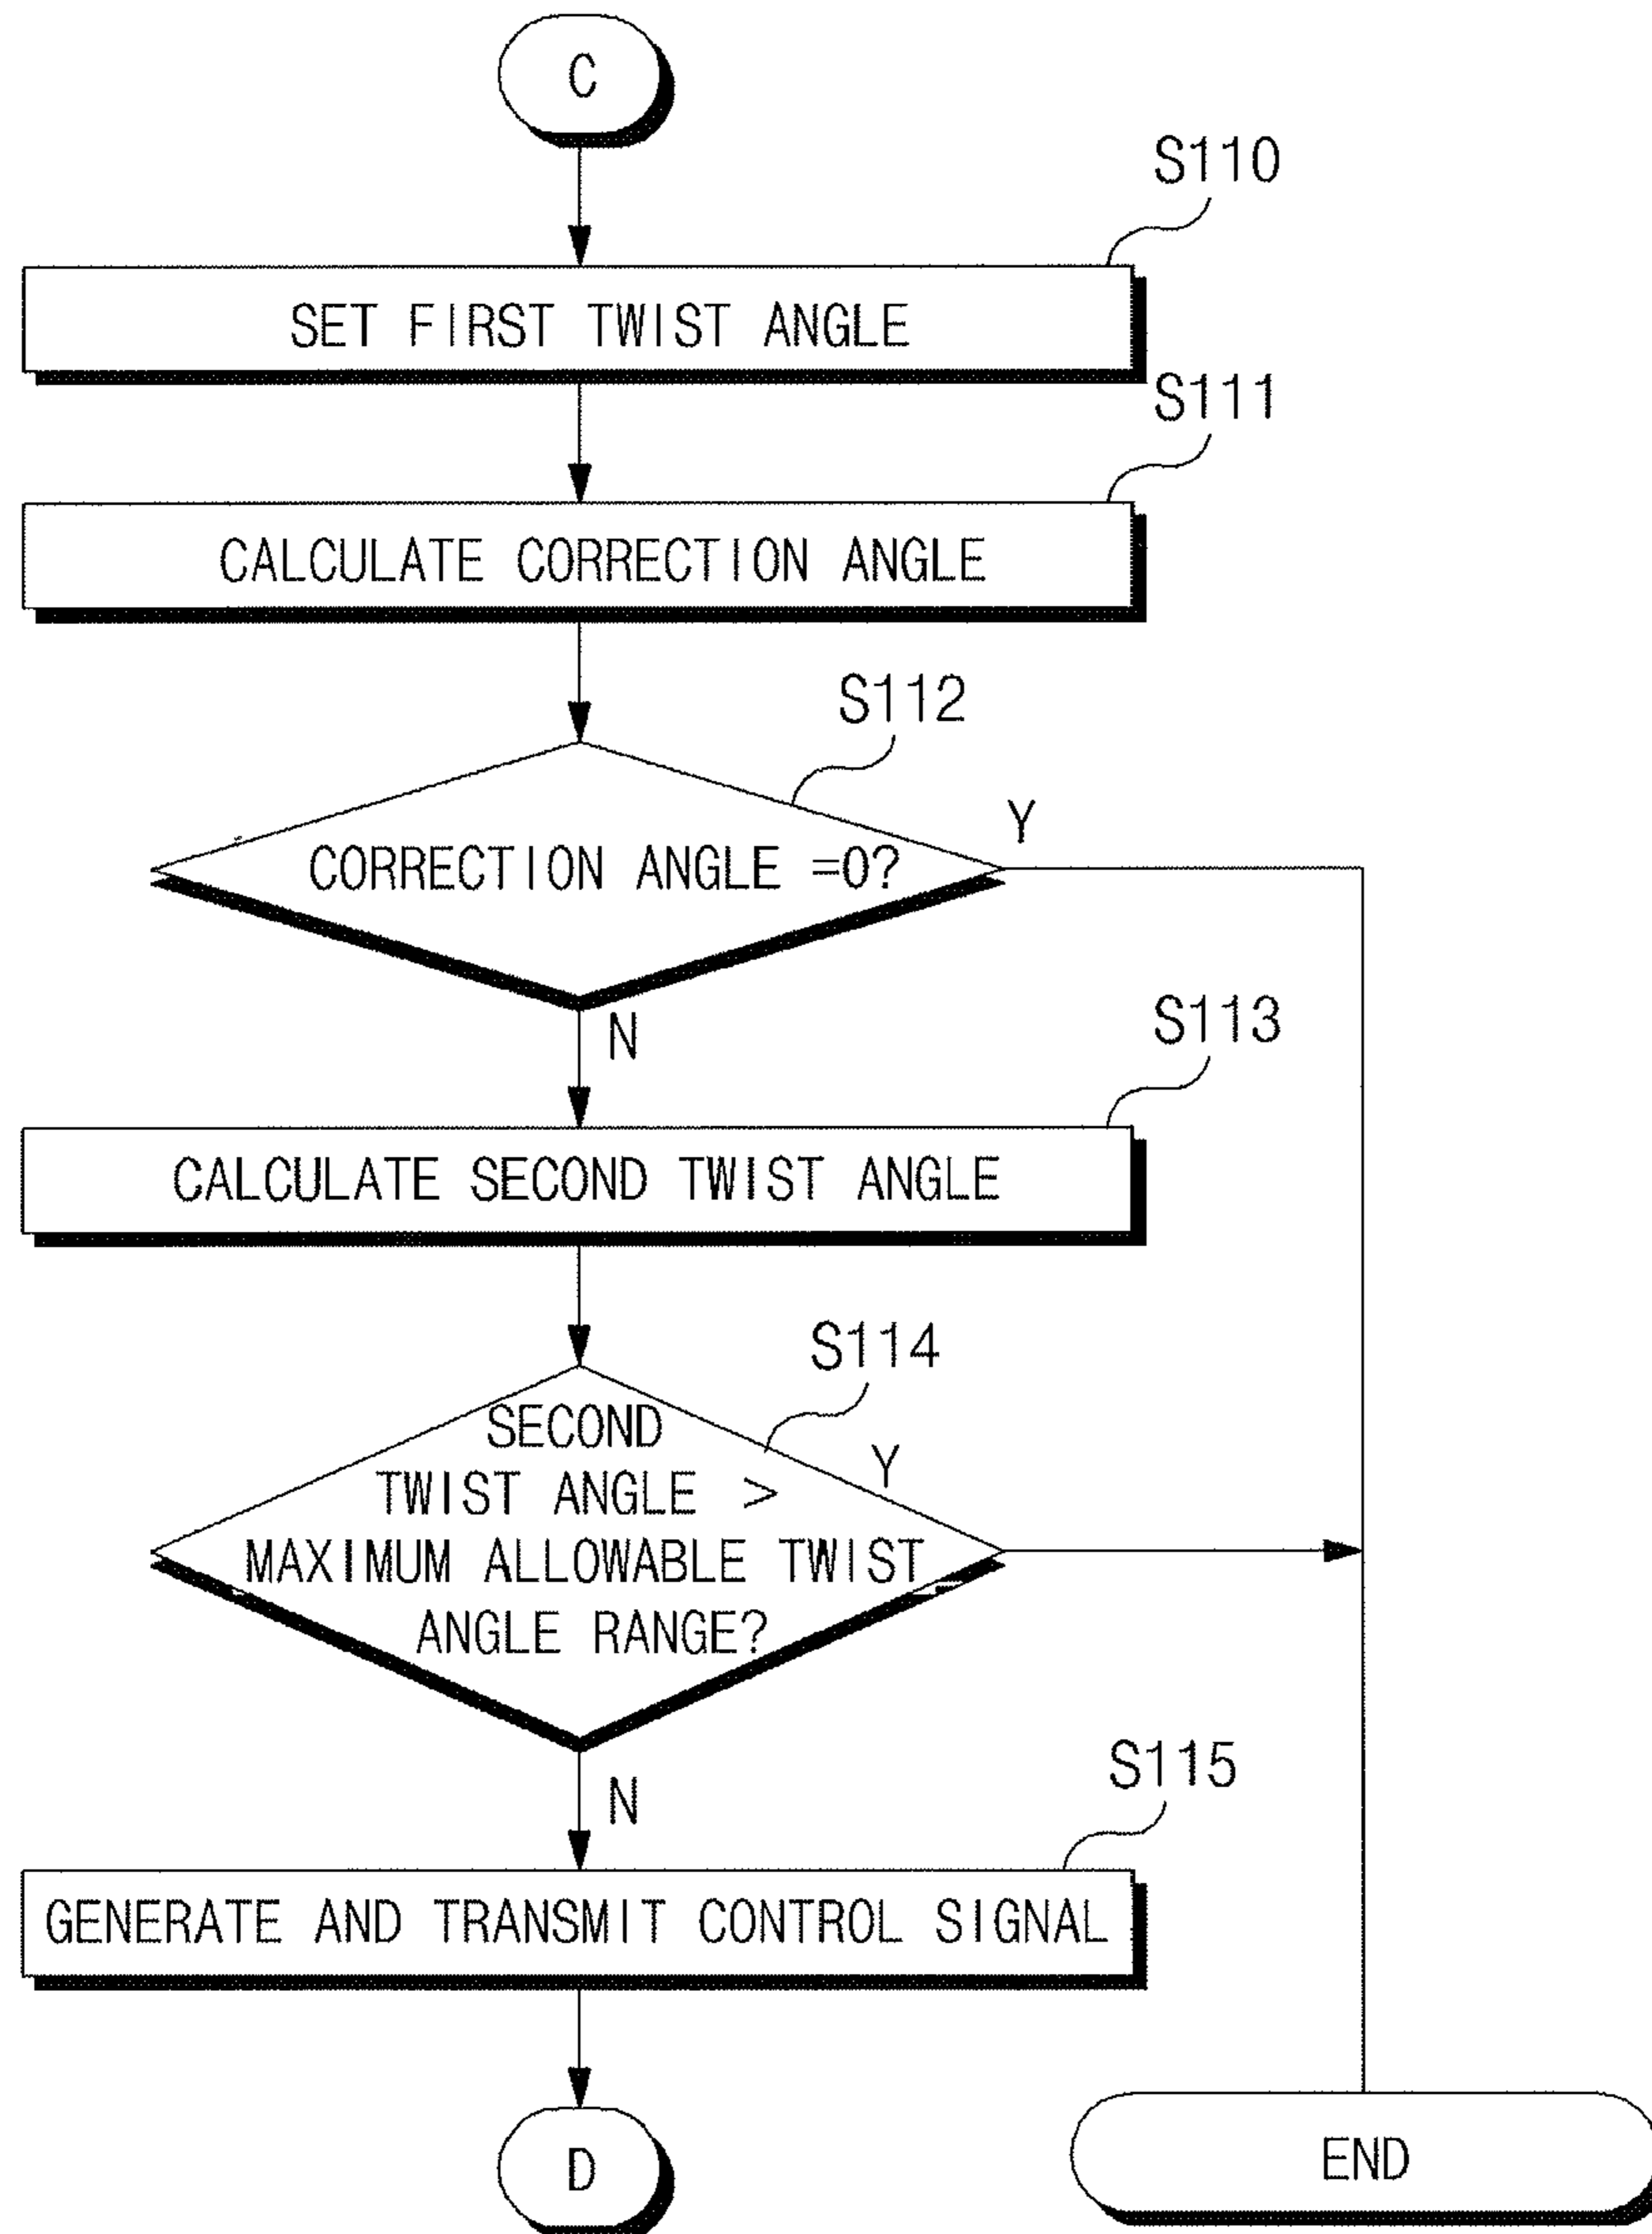 C
S110
SET FIRST TWIST ANGLE
S111
CALCULATE CORRECTION ANGLE
S112
CORRECTION ANGLE =0?
Y
N
S113
CALCULATE SECOND TWIST ANGLE
S114
SECOND
TWIST ANGLE >
MAXIMUM ALLOWABLE TWIST
ANGLE RANGE?
Y
N
S115
GENERATE AND TRANSMIT CONTROL SIGNAL
D
END